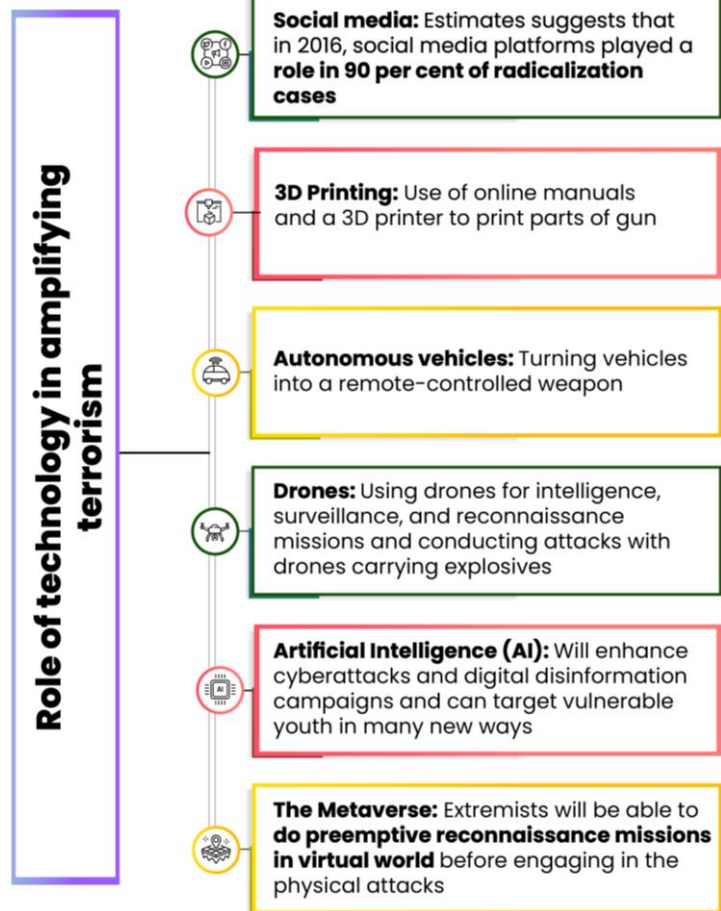 Role of technology in amplifying
terrorism
Social media: Estimates suggests that
in 2016, social media platforms played a
role in 90 per cent of radicalization
cases
3D Printing: Use of online manuals
and a 3D printer to print parts of gun
Autonomous vehicles: Turning vehicles
into a remote-controlled weapon
Drones: Using drones for intelligence,
surveillance, and reconnaissance
missions and conducting attacks with
drones carrying explosives
AI
Artificial Intelligence (AI): Will enhance
cyberattacks and digital disinformation
campaigns and can target vulnerable
youth in many new ways
The Metaverse: Extremists will be able to
do preemptive reconnaissance missions
in virtual world before engaging in the
physical attacks